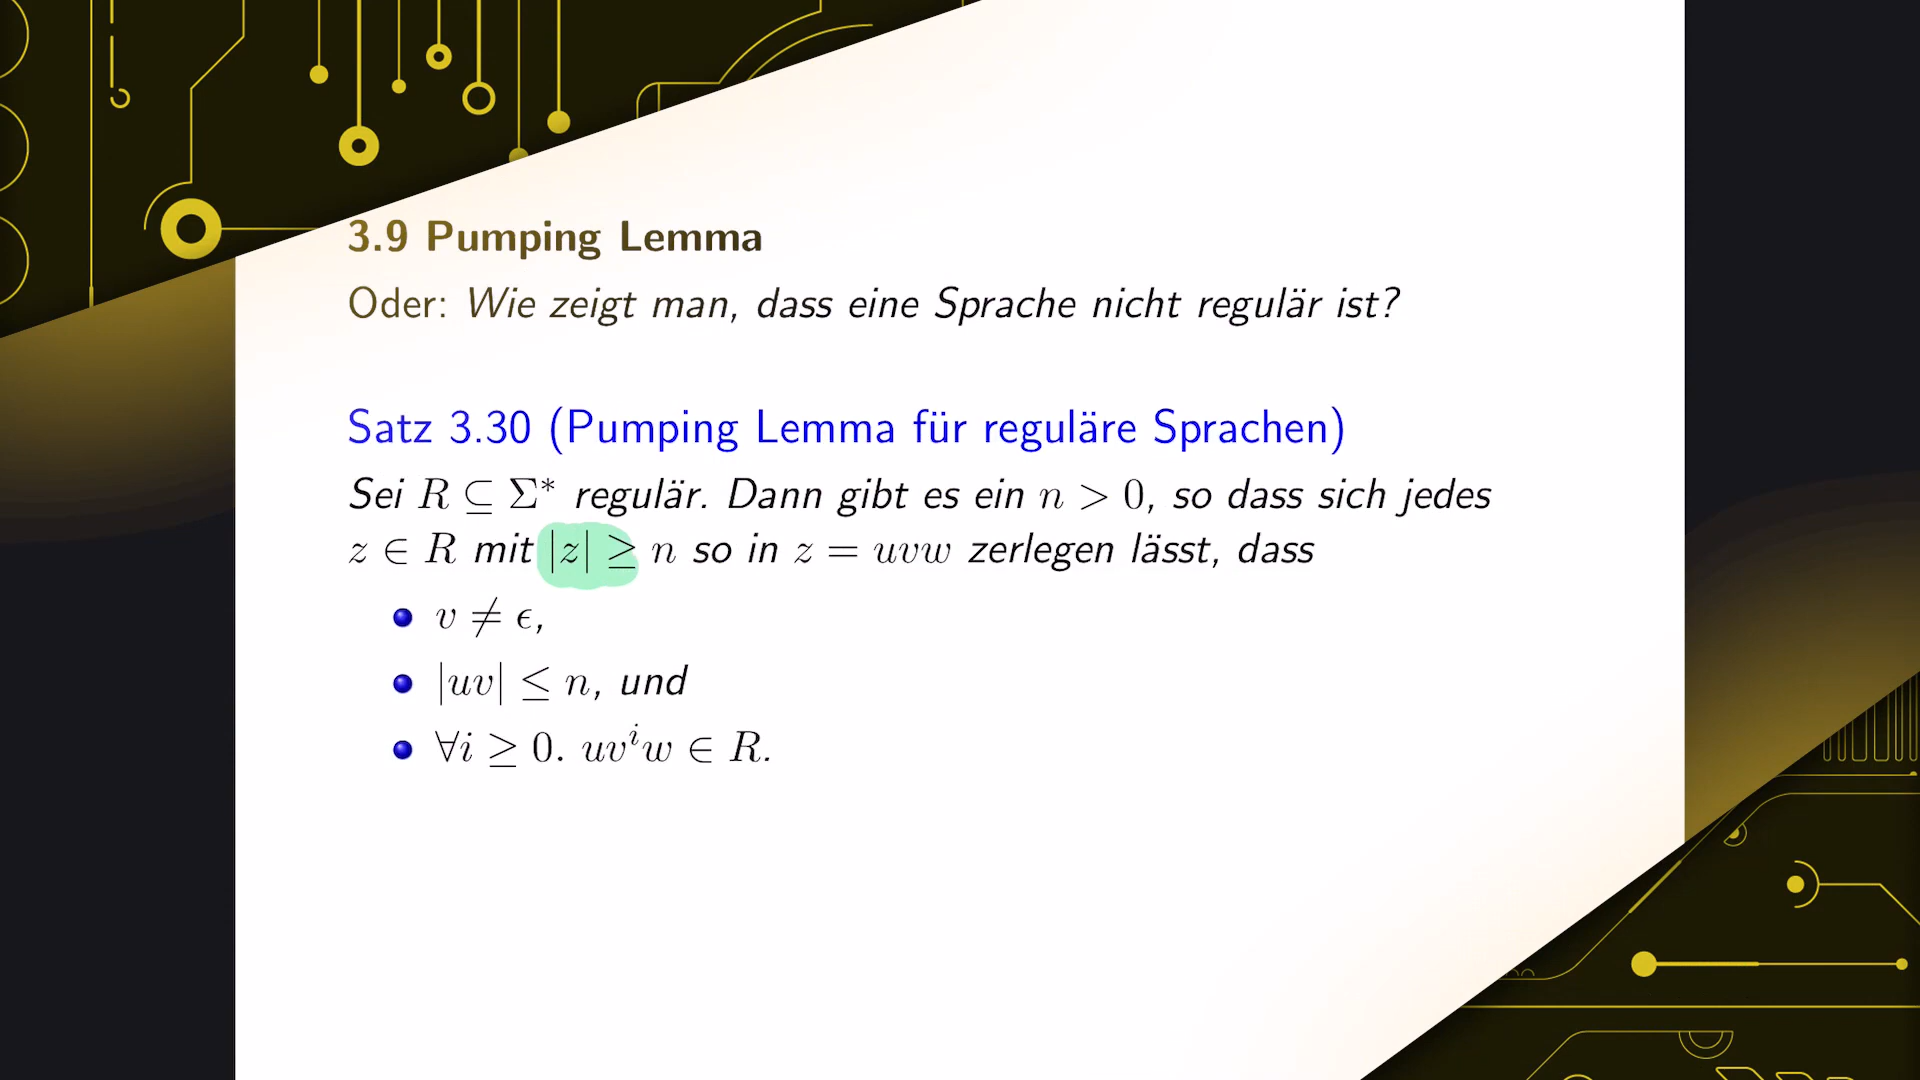 3.9 Pumping Lemma
Oder: Wie zeigt man, dass eine Sprache nicht regulär ist?
Satz 3.30 (Pumping Lemma für reguläre Sprachen)
Sei R ⊆ Σ* regulär. Dann gibt es ein n > 0, so dass sich jedes
z ∈ R mit |z| ≥ n so in z = uvw zerlegen lässt, dass
• v ≠ ϵ,
• |uv| ≤ n, und
• ∀i ≥ 0. uvⁱw ∈ R.